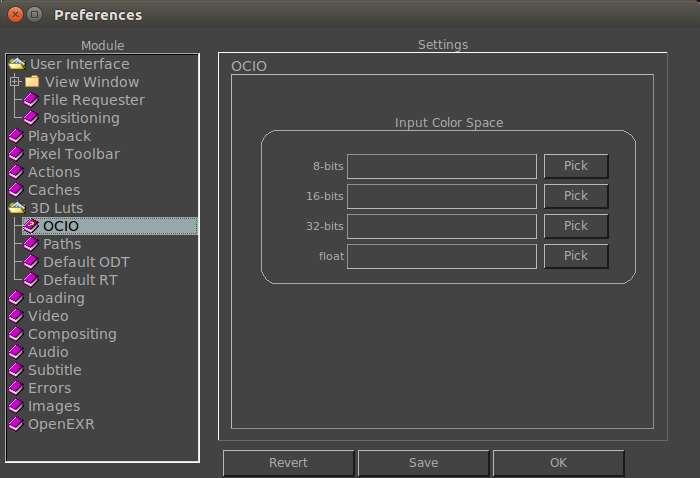 Preferences
Module
User Interface
View Window
File Requester
Positioning
Playback
Pixel Toolbar
Actions
Caches
3D Luts
OCIO
Paths
Default ODT
Default RT
Loading
Video
Compositing
Audio
Subtitle
Errors
Images
OpenEXR
Settings
OCIO
Input Color Space
8-bits Pick
16-bits Pick
32-bits Pick
float Pick
Revert Save OK